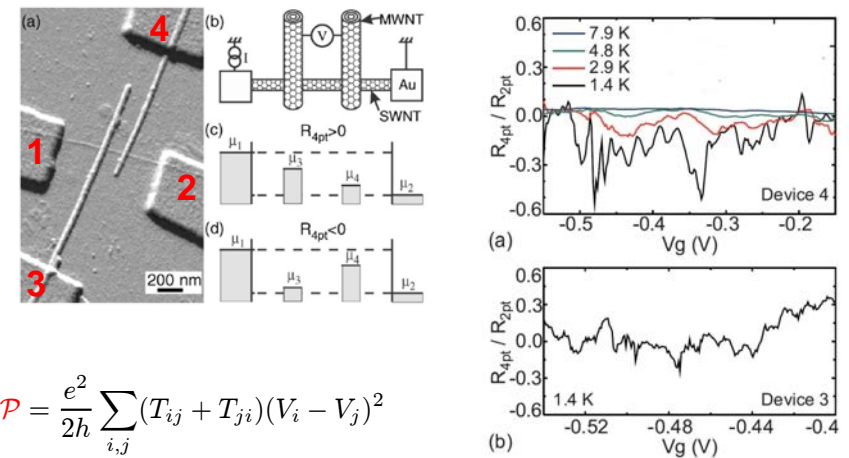 (a)
4
1
2
3
200 nm
(b)
MWNT
V
I
Au
SWNT
(c)
R4pt>0
μ1
μ3
μ4
μ2
(d)
R4pt<0
μ1
μ3
μ4
μ2
𝒫 = e²/2h ∑i,j (Tij + Tji)(Vi − Vj)²
R4pt / R2pt
0.6
0.3
0.0
-0.3
-0.6
7.9 K
4.8 K
2.9 K
1.4 K
Device 4
-0.5 -0.4 -0.3 -0.2
(a) Vg (V)
R4pt / R2pt
0.6
0.3
0.0
-0.3
-0.6
1.4 K Device 3
-0.52 -0.48 -0.44 -0.4
(b) Vg (V)